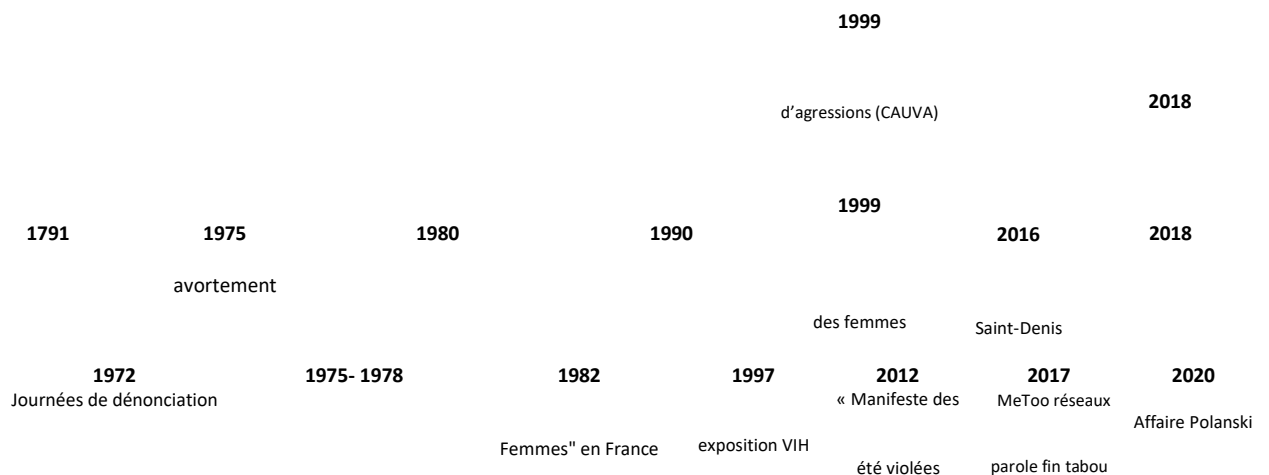 1999
d'agressions (CAUVA)
2018
1999
1791
1975
1980
1990
2016
2018
avortement
des femmes
Saint-Denis
1972
1975- 1978
1982
1997
2012
2017
2020
Journées de dénonciation
« Manifeste des
MeToo réseaux
Affaire Polanski
Femmes" en France
exposition VIH
été violées
parole fin tabou